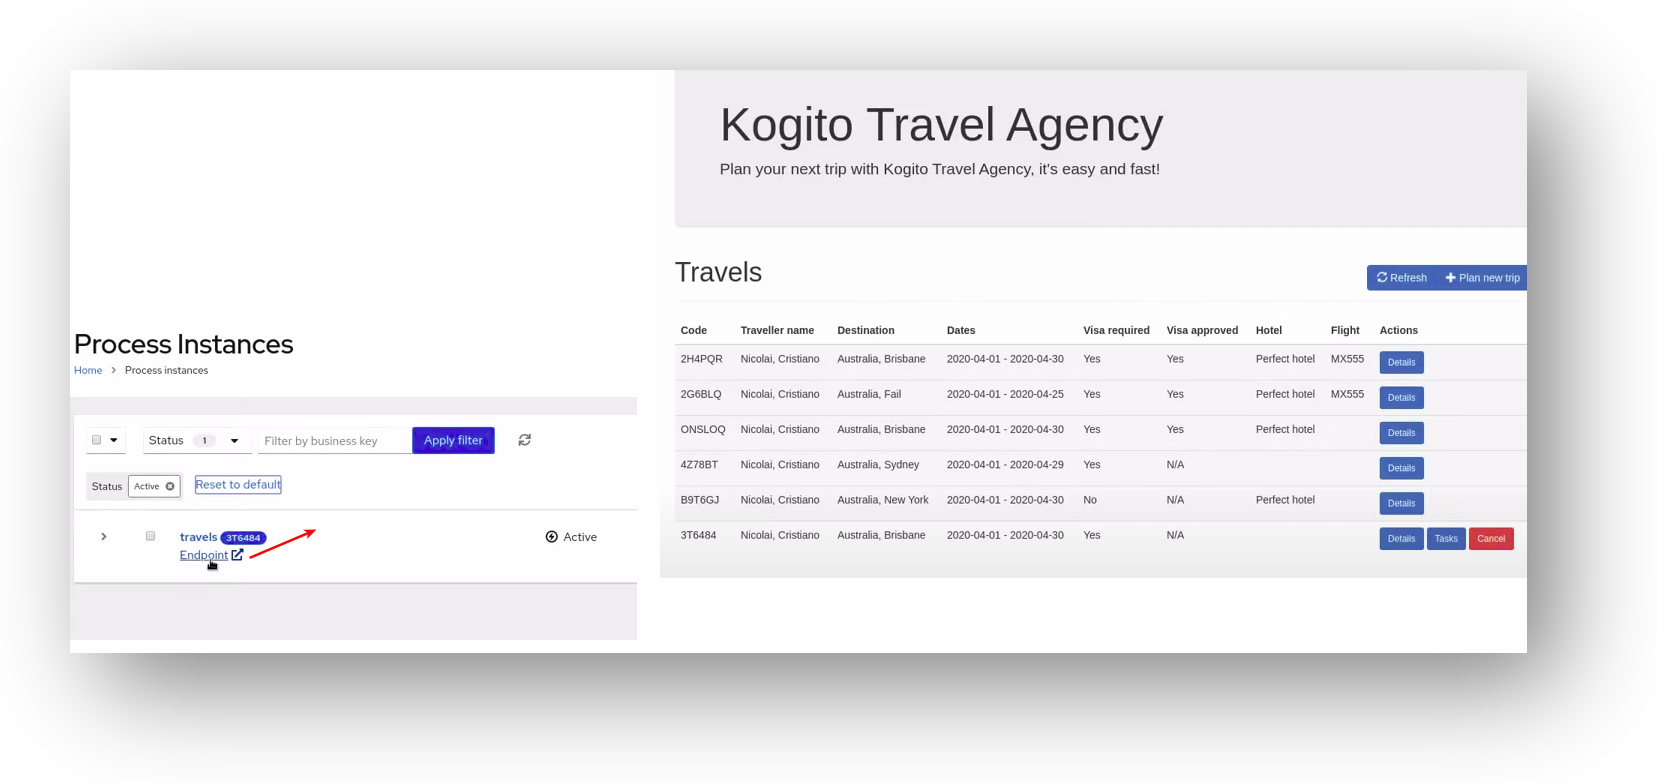 Process Instances
Home > Process instances
Status 1 Filter by business key Apply filter
Status Active Reset to default
travels 3T6484 Active
Endpoint
Kogito Travel Agency
Plan your next trip with Kogito Travel Agency, it's easy and fast!
Travels Refresh Plan new trip
Code Traveller name Destination Dates Visa required Visa approved Hotel Flight Actions
2H4PQR Nicolai, Cristiano Australia, Brisbane 2020-04-01 - 2020-04-30 Yes Yes Perfect hotel MX555 Details
2G6BLQ Nicolai, Cristiano Australia, Fail 2020-04-01 - 2020-04-25 Yes Yes Perfect hotel MX555 Details
ONSLOQ Nicolai, Cristiano Australia, Brisbane 2020-04-01 - 2020-04-30 Yes Yes Perfect hotel Details
4Z78BT Nicolai, Cristiano Australia, Sydney 2020-04-01 - 2020-04-29 Yes N/A Details
B9T6GJ Nicolai, Cristiano Australia, New York 2020-04-01 - 2020-04-30 No N/A Perfect hotel Details
3T6484 Nicolai, Cristiano Australia, Brisbane 2020-04-01 - 2020-04-30 Yes N/A Details Tasks Cancel